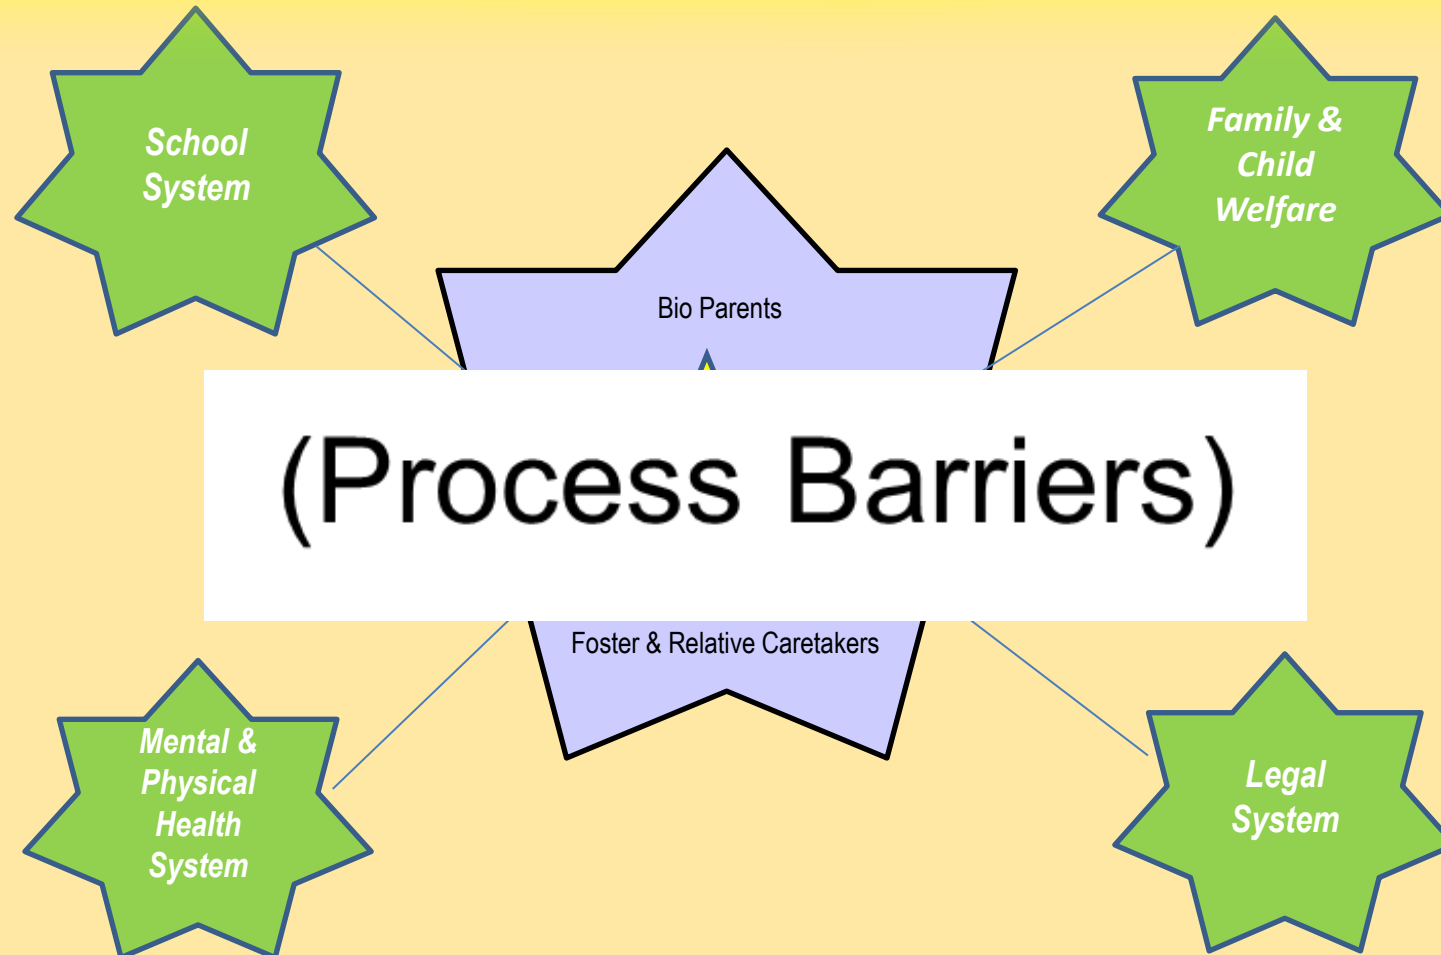 School
System
Family &
Child
Welfare
Bio Parents
(Process Barriers)
Foster & Relative Caretakers
Mental &
Physical
Health
System
Legal
System